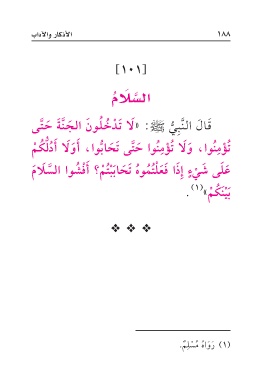 ١٨٨ الأذكار والآداب
[١٠١]
السَّلَامُ
قَالَ النَّبِيُّ ﷺ: «لَا تَدْخُلُونَ الجَنَّةَ حَتَّى
تُؤْمِنُوا، وَلَا تُؤْمِنُوا حَتَّى تَحَابُّوا، أَوَلَا أَدُلُّكُمْ
عَلَى شَيْءٍ إِذَا فَعَلْتُمُوهُ تَحَابَبْتُمْ؟ أَفْشُوا السَّلَامَ
بَيْنَكُمْ»(١).
(١) رَوَاهُ مُسْلِمٌ.